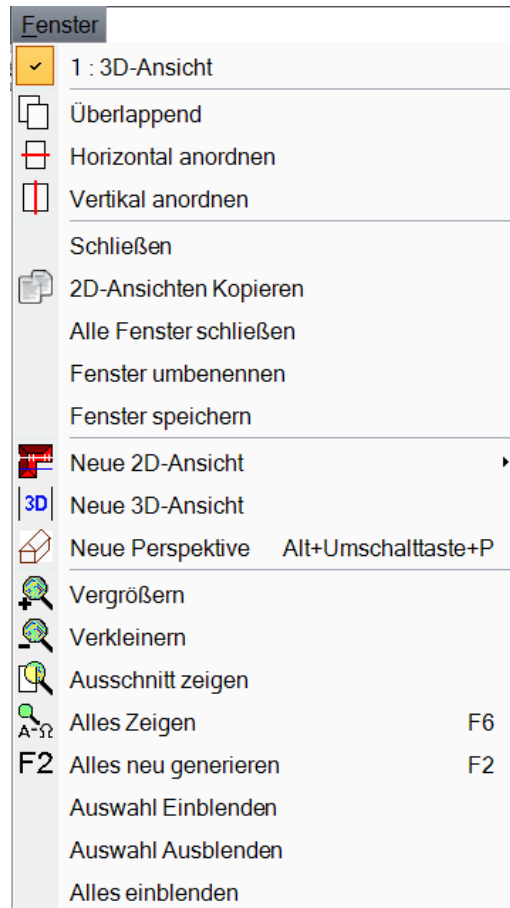 Fenster
1 : 3D-Ansicht
Überlappend
Horizontal anordnen
Vertikal anordnen
Schließen
2D-Ansichten Kopieren
Alle Fenster schließen
Fenster umbenennen
Fenster speichern
Neue 2D-Ansicht
3D Neue 3D-Ansicht
Neue Perspektive Alt+Umschalttaste+P
Vergrößern
Verkleinern
Ausschnitt zeigen
A-Ω Alles Zeigen F6
F2 Alles neu generieren F2
Auswahl Einblenden
Auswahl Ausblenden
Alles einblenden